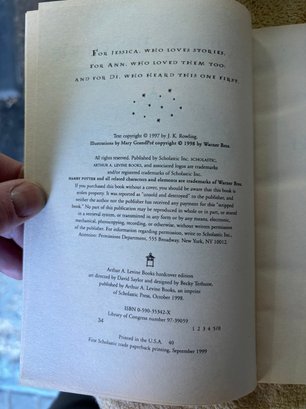 FOR JESSICA, WHO LOVES STORIES,
FOR ANN, WHO LOVED THEM TOO;
AND FOR DI, WHO HEARD THIS ONE FIRST.
Text copyright © 1997 by J. K. Rowling.
Illustrations by Mary GrandPré copyright © 1998 by Warner Bros.
All rights reserved. Published by Scholastic Inc. SCHOLASTIC,
ARTHUR A. LEVINE BOOKS, and associated logos are trademarks
and/or registered trademarks of Scholastic Inc.
HARRY POTTER and all related characters and elements are trademarks of Warner Bros.
If you purchased this book without a cover, you should be aware that this book is
stolen property. It was reported as "unsold and destroyed" to the publisher, and
neither the author nor the publisher has received any payment for this "stripped
book." No part of this publication may be reproduced in whole or in part, or stored
in a retrieval system, or transmitted in any form or by any means, electronic,
mechanical, photocopying, recording, or otherwise, without written permission
of the publisher. For information regarding permission, write to Scholastic Inc.,
Attention: Permissions Department, 555 Broadway, New York, NY 10012
Arthur A. Levine Books hardcover edition
art directed by David Saylor and designed by Becky Terhune,
published by Arthur A. Levine Books, an imprint
of Scholastic Press, October 1998.
ISBN 0-590-35342-X
Library of Congress number 97-39059
34
1 2 3 4 5/0
Printed in the U.S.A. 40
First Scholastic trade paperback printing, September 1999